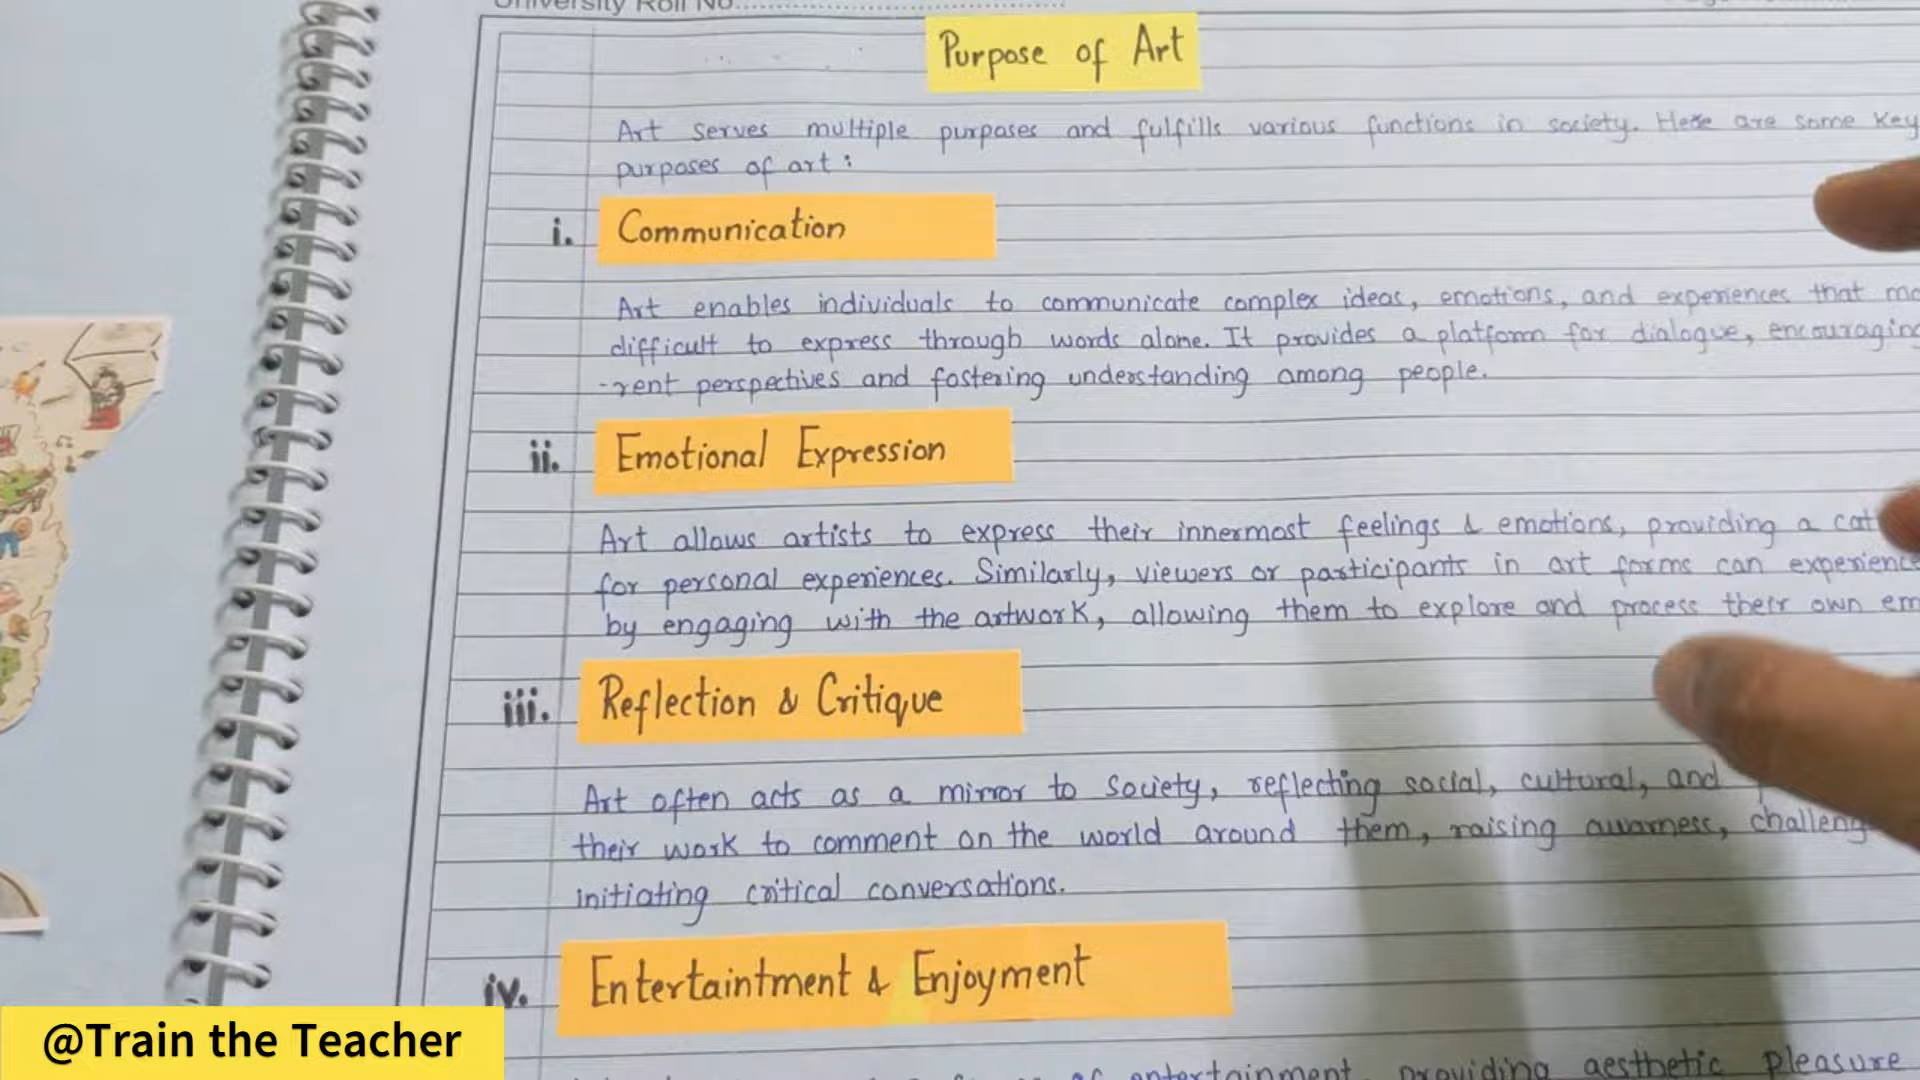 University Roll No..............................................
Purpose of Art
Art serves multiple purposes and fulfills various functions in society. Here are some key
purposes of art :
i. Communication
Art enables individuals to communicate complex ideas, emotions, and experiences that
difficult to express through words alone. It provides a platform for dialogue, encouraging
-rent perspectives and fostering understanding among people.
ii. Emotional Expression
Art allows artists to express their innermost feelings & emotions, providing a
for personal experiences. Similarly, viewers or participants in art forms can experience
by engaging with the artwork, allowing them to explore and process their own
iii. Reflection & Critique
Art often acts as a mirror to society, reflecting social, cultural, and
their work to comment on the world around them, raising awarness,
initiating critical conversations.
iv. Entertaintment & Enjoyment
of entertainment, providing aesthetic pleasure
@Train the Teacher